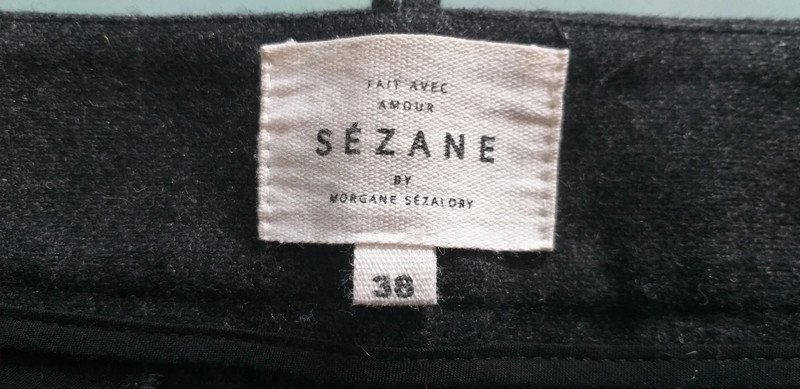 FAIT AVEC
AMOUR
SÉZANE
BY
MORGANE SÉZALORY
38